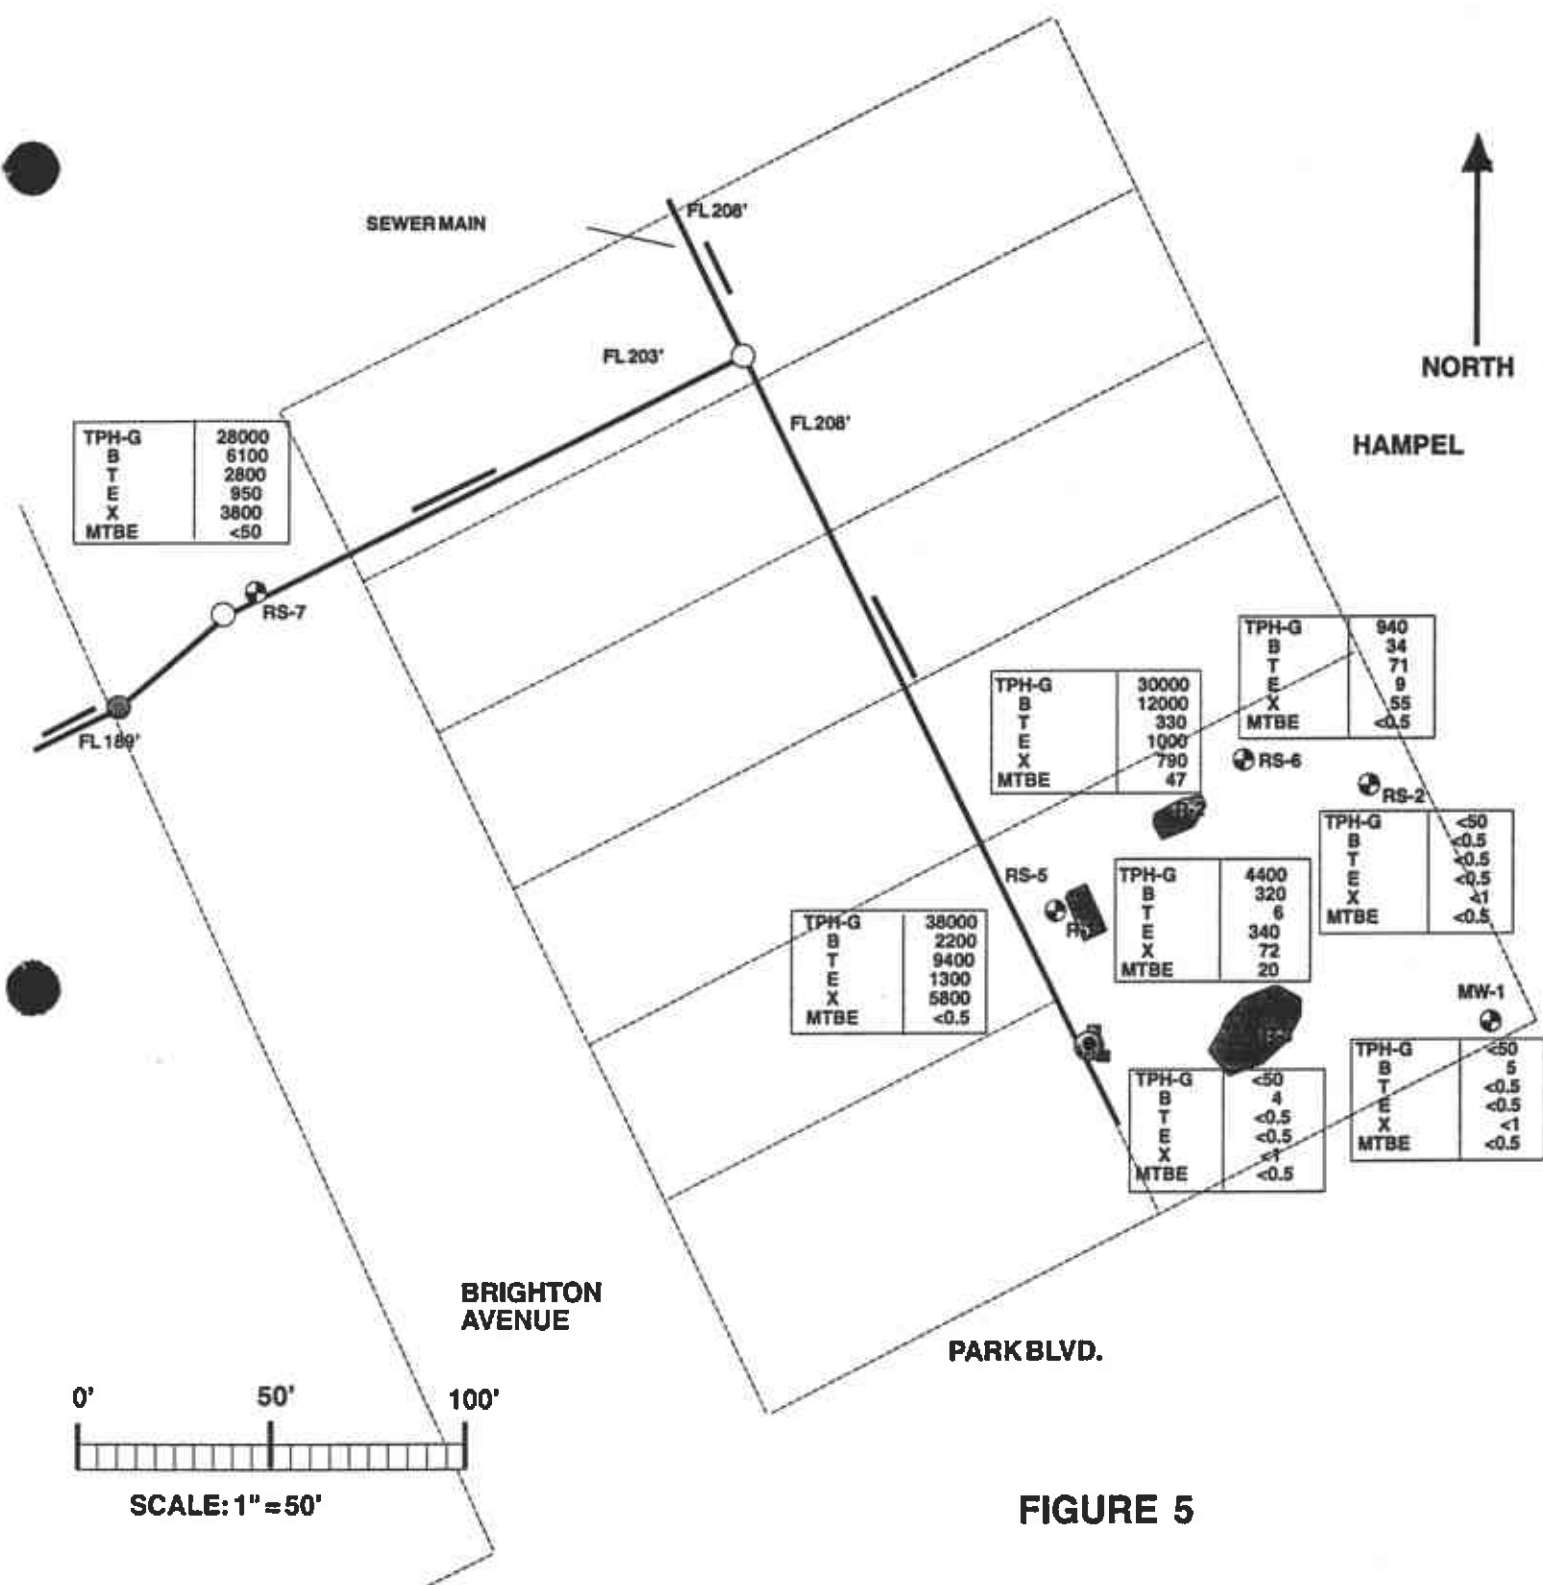 SEWER MAIN
FL 208'
FL 203'
FL 208'
NORTH
HAMPEL
TPH-G 28000
B 6100
T 2800
E 950
X 3800
MTBE <50
RS-7
FL 189'
TPH-G 940
B 34
T 71
E 9
X 55
MTBE <0.5
TPH-G 30000
B 12000
T 330
E 1000
X 790
MTBE 47
RS-6
RS-2
TPH-G <50
B <0.5
T <0.5
E <0.5
X <1
MTBE <0.5
RS-5
TPH-G 4400
B 320
T 6
E 340
X 72
MTBE 20
TPH-G 38000
B 2200
T 9400
E 1300
X 5800
MTBE <0.5
MW-1
TPH-G <50
B 5
T <0.5
E <0.5
X <1
MTBE <0.5
TPH-G <50
B 4
T <0.5
E <0.5
X <1
MTBE <0.5
BRIGHTON
AVENUE
PARK BLVD.
0' 50' 100'
SCALE: 1" = 50'
FIGURE 5